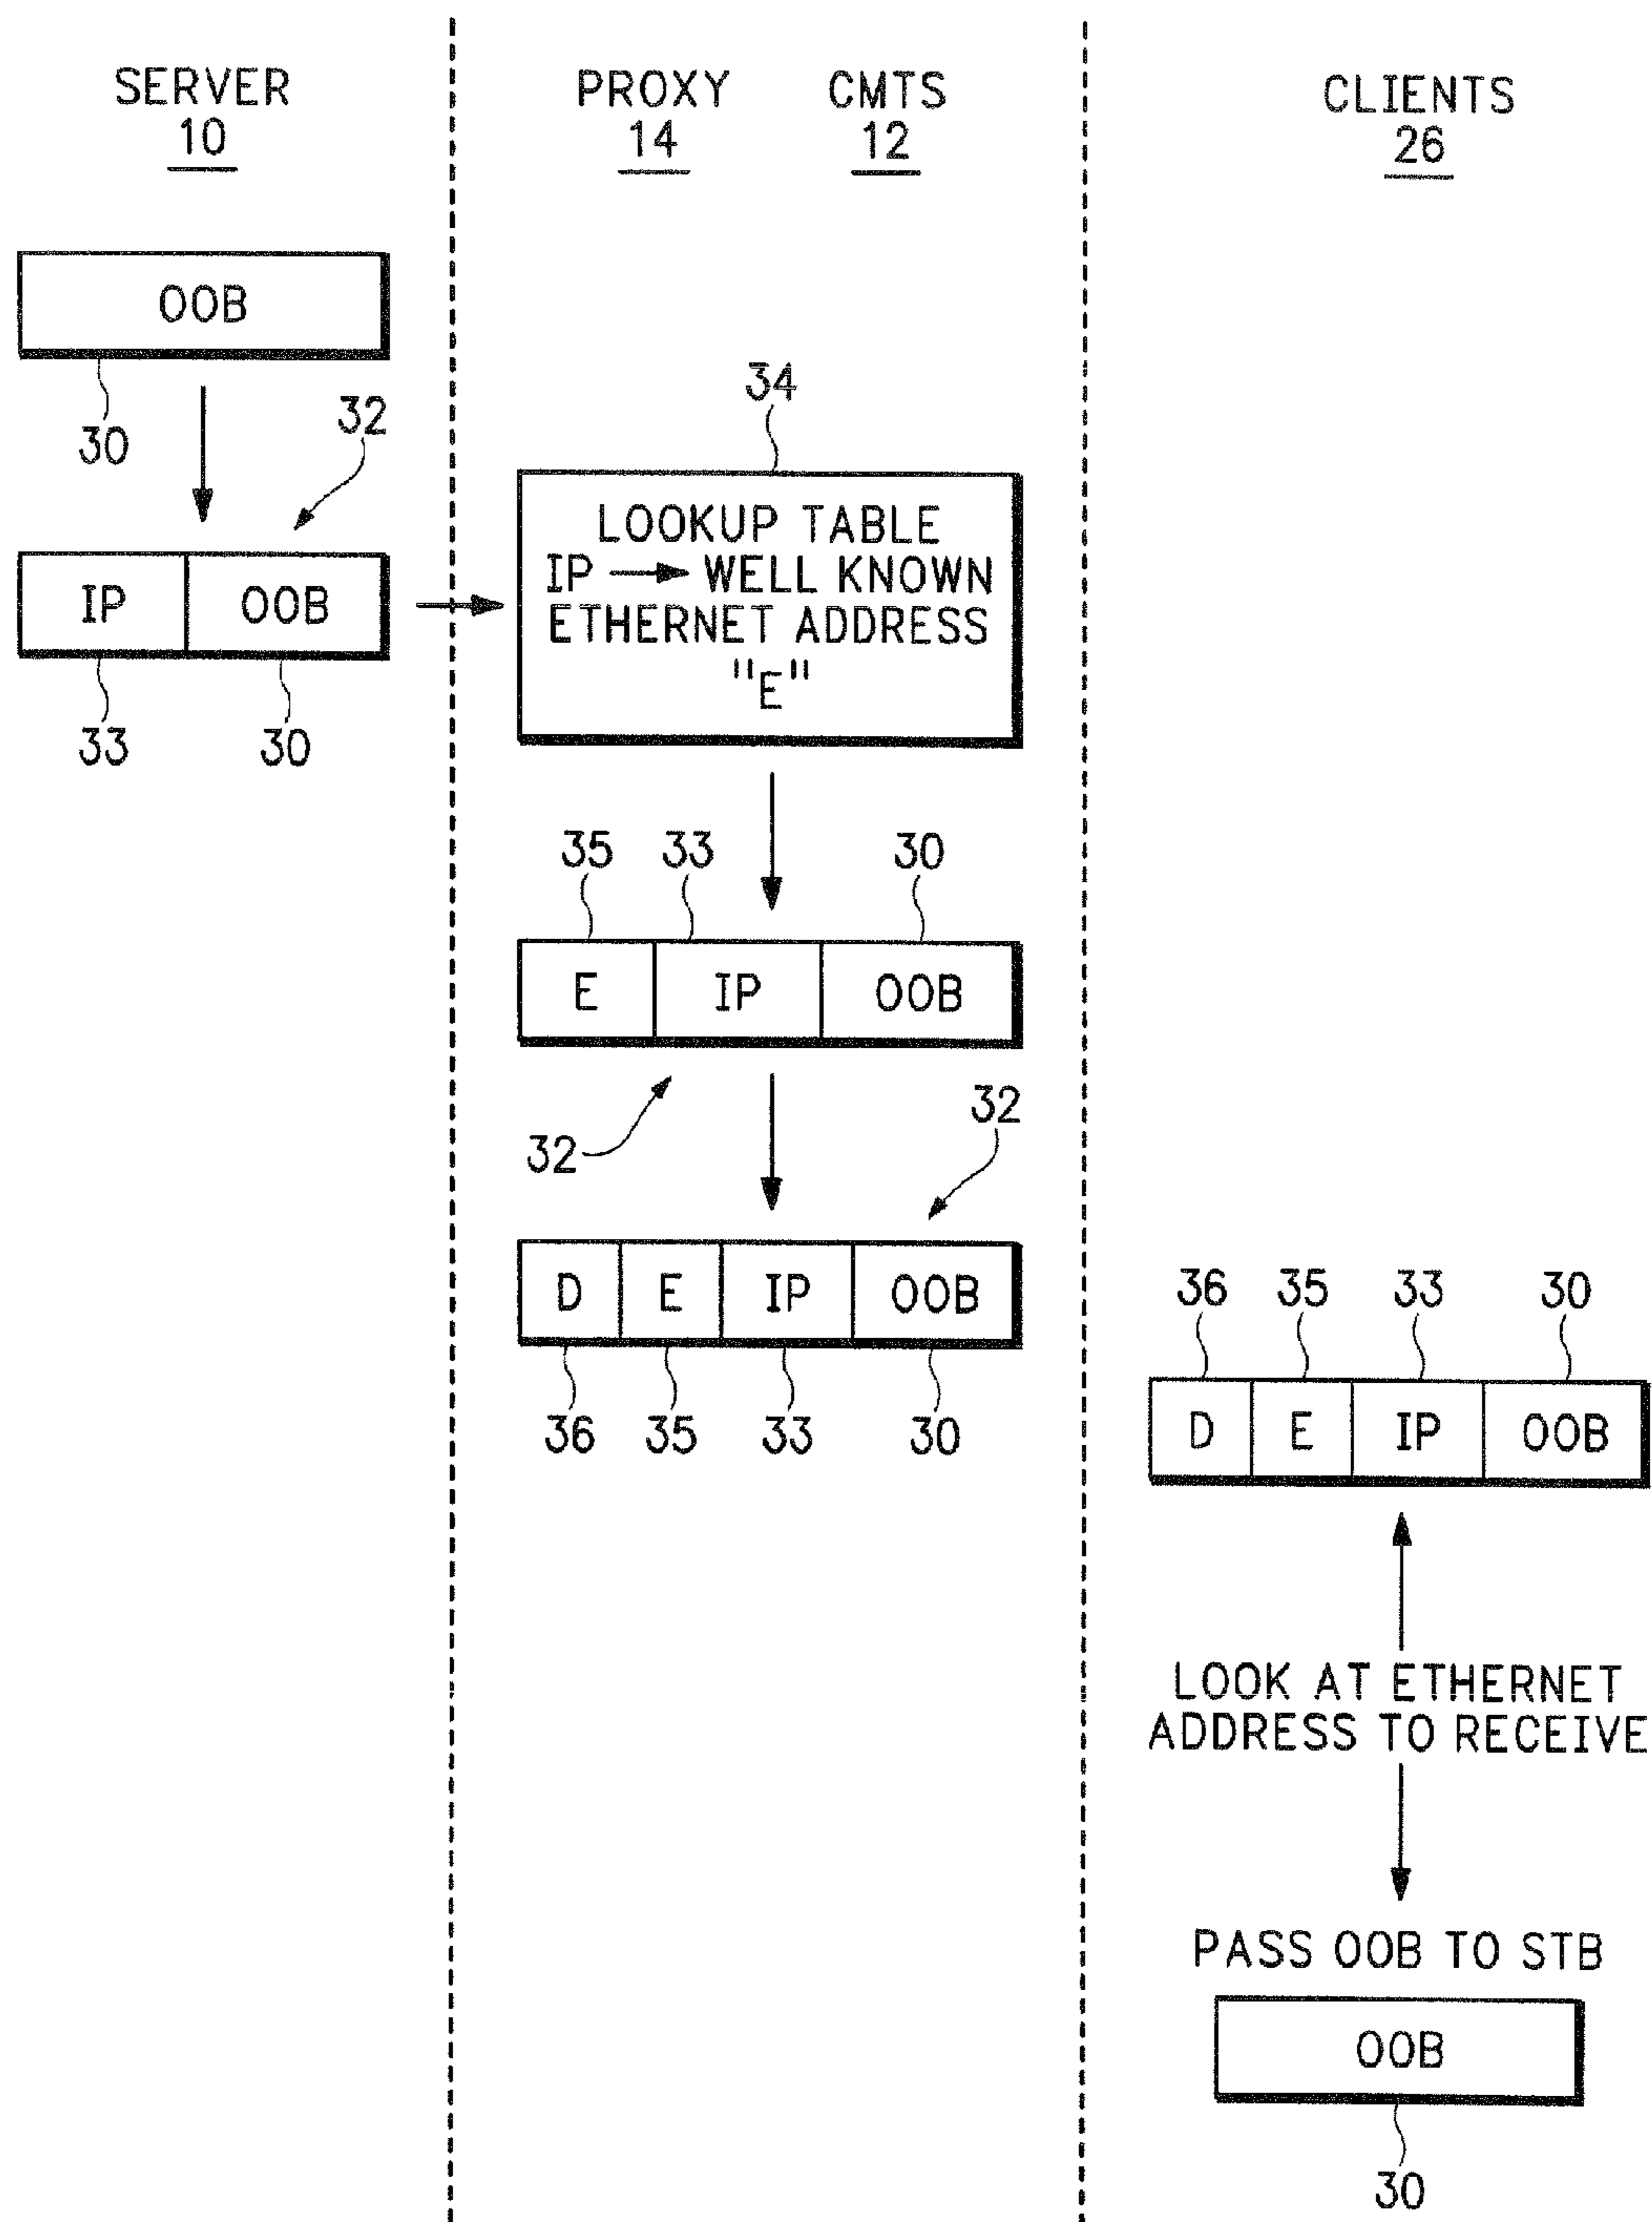 SERVER
10
PROXY
14
CMTS
12
CLIENTS
26
OOB
30
32
IP OOB
33 30
34
LOOKUP TABLE
IP → WELL KNOWN
ETHERNET ADDRESS
"E"
35 33 30
E IP OOB
32
32
D E IP OOB
36 35 33 30
36 35 33 30
D E IP OOB
LOOK AT ETHERNET
ADDRESS TO RECEIVE
PASS OOB TO STB
OOB
30